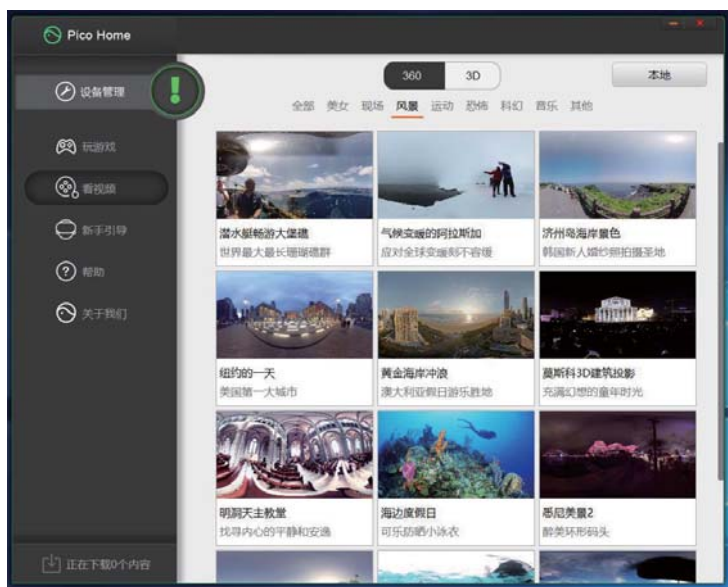 Pico Home
设备管理
玩游戏
看视频
新手引导
帮助
关于我们
正在下载0个内容
360 3D
本地
全部 美女 现场 风景 运动 恐怖 科幻 音乐 其他
潜水艇畅游大堡礁
世界最大最长珊瑚礁群
气候变暖的阿拉斯加
应对全球变暖刻不容缓
济州岛海岸景色
韩国新人婚纱照拍摄圣地
纽约的一天
美国第一大城市
黄金海岸冲浪
澳大利亚假日游乐胜地
莫斯科3D建筑投影
充满幻想的童年时光
明洞天主教堂
找寻内心的平静和安逸
海边度假日
可乐防晒小泳衣
悉尼美景2
醉美环形码头